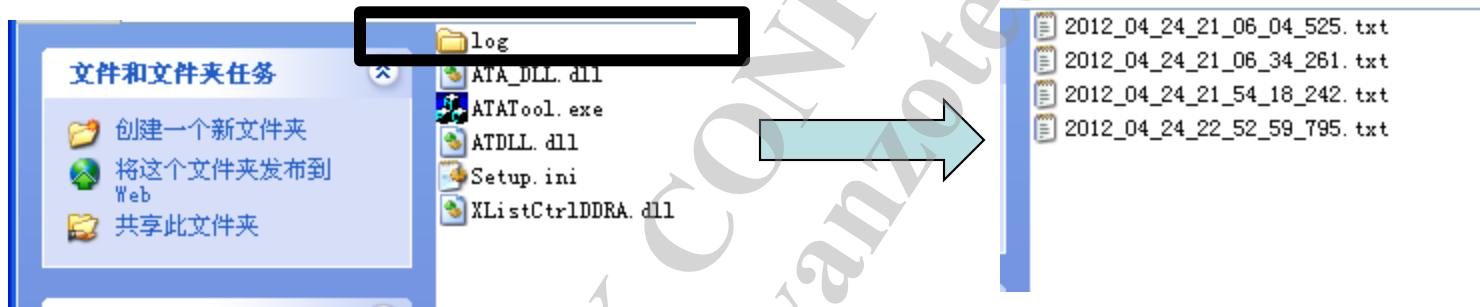 文件和文件夹任务
创建一个新文件夹
将这个文件夹发布到
Web
共享此文件夹
log
ATA_DLL.dll
ATATool.exe
ATDLL.dll
Setup.ini
XListCtrlDDRA.dll
2012_04_24_21_06_04_525.txt
2012_04_24_21_06_34_261.txt
2012_04_24_21_54_18_242.txt
2012_04_24_22_52_59_795.txt